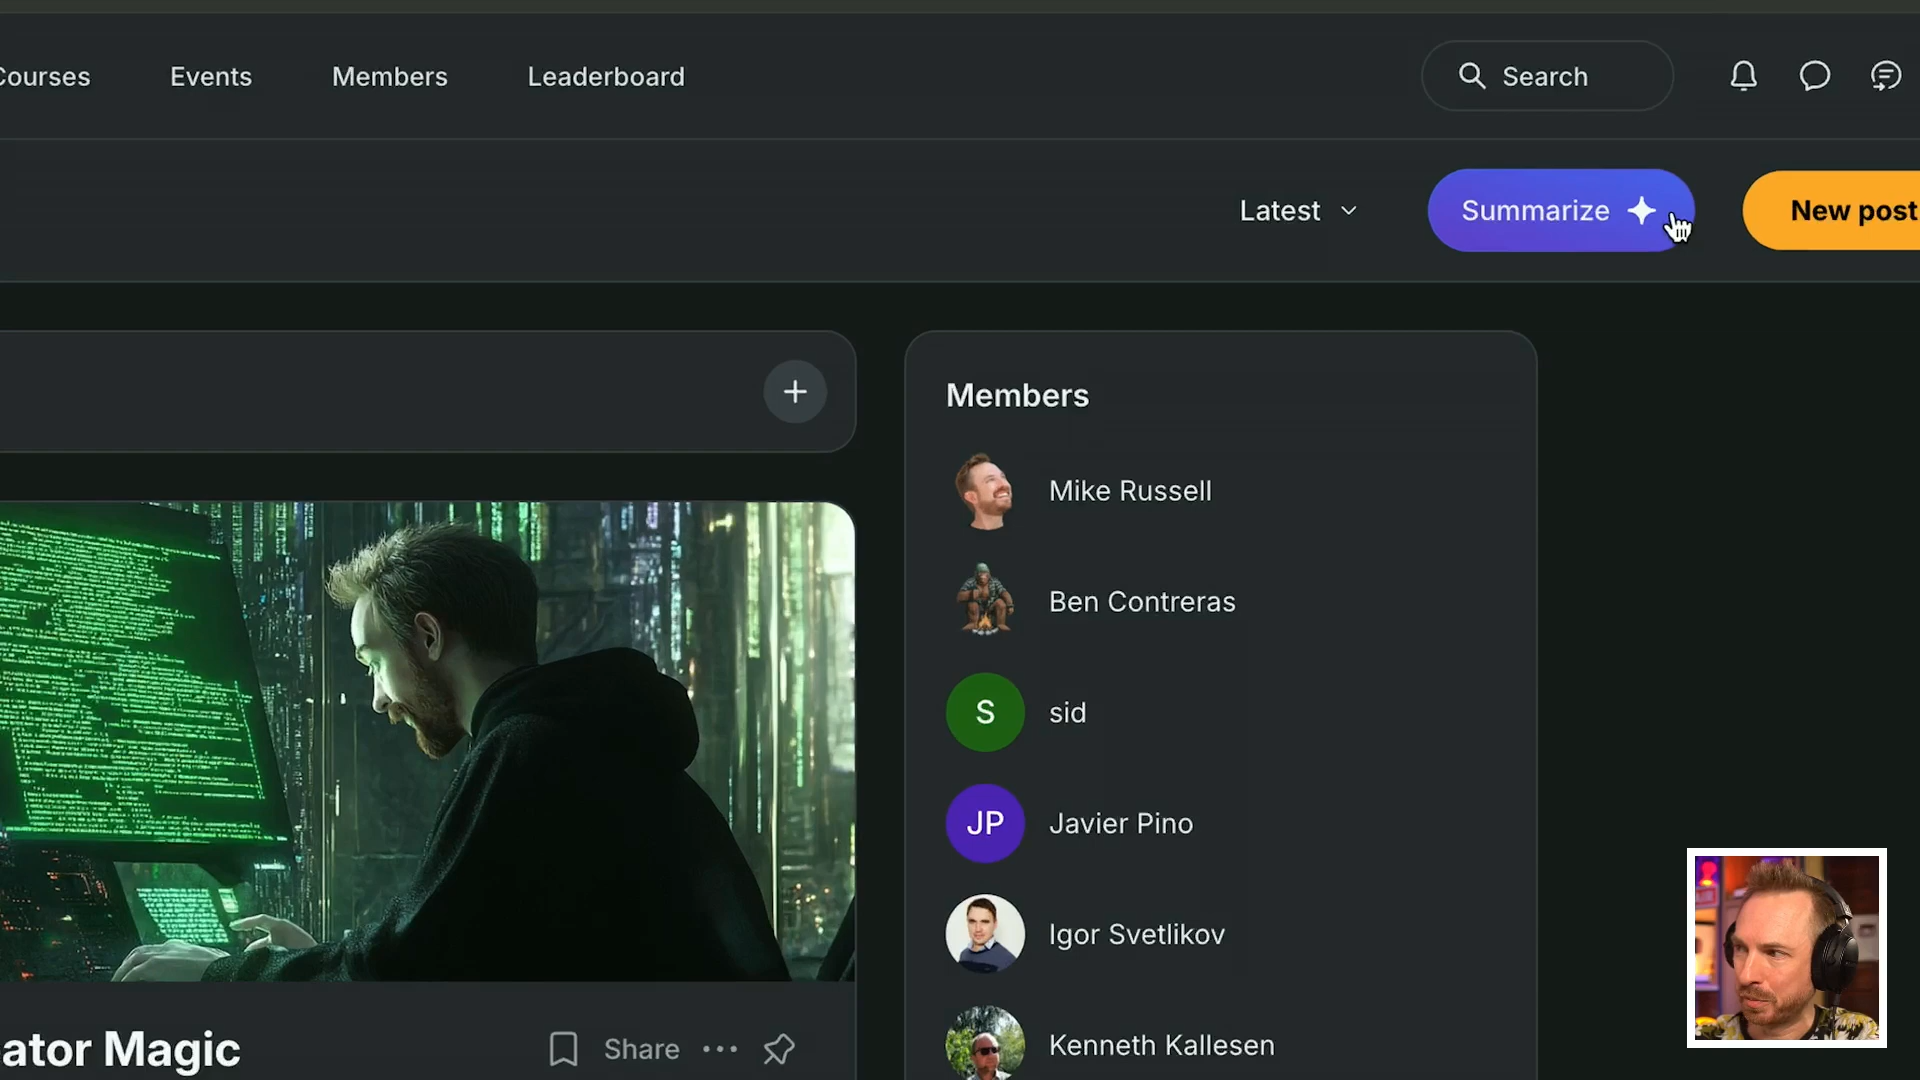 Courses Events Members Leaderboard Search
Latest Summarize New post
Members
Mike Russell
Ben Contreras
S sid
JP Javier Pino
Igor Svetlikov
Kenneth Kallesen
ator Magic Share